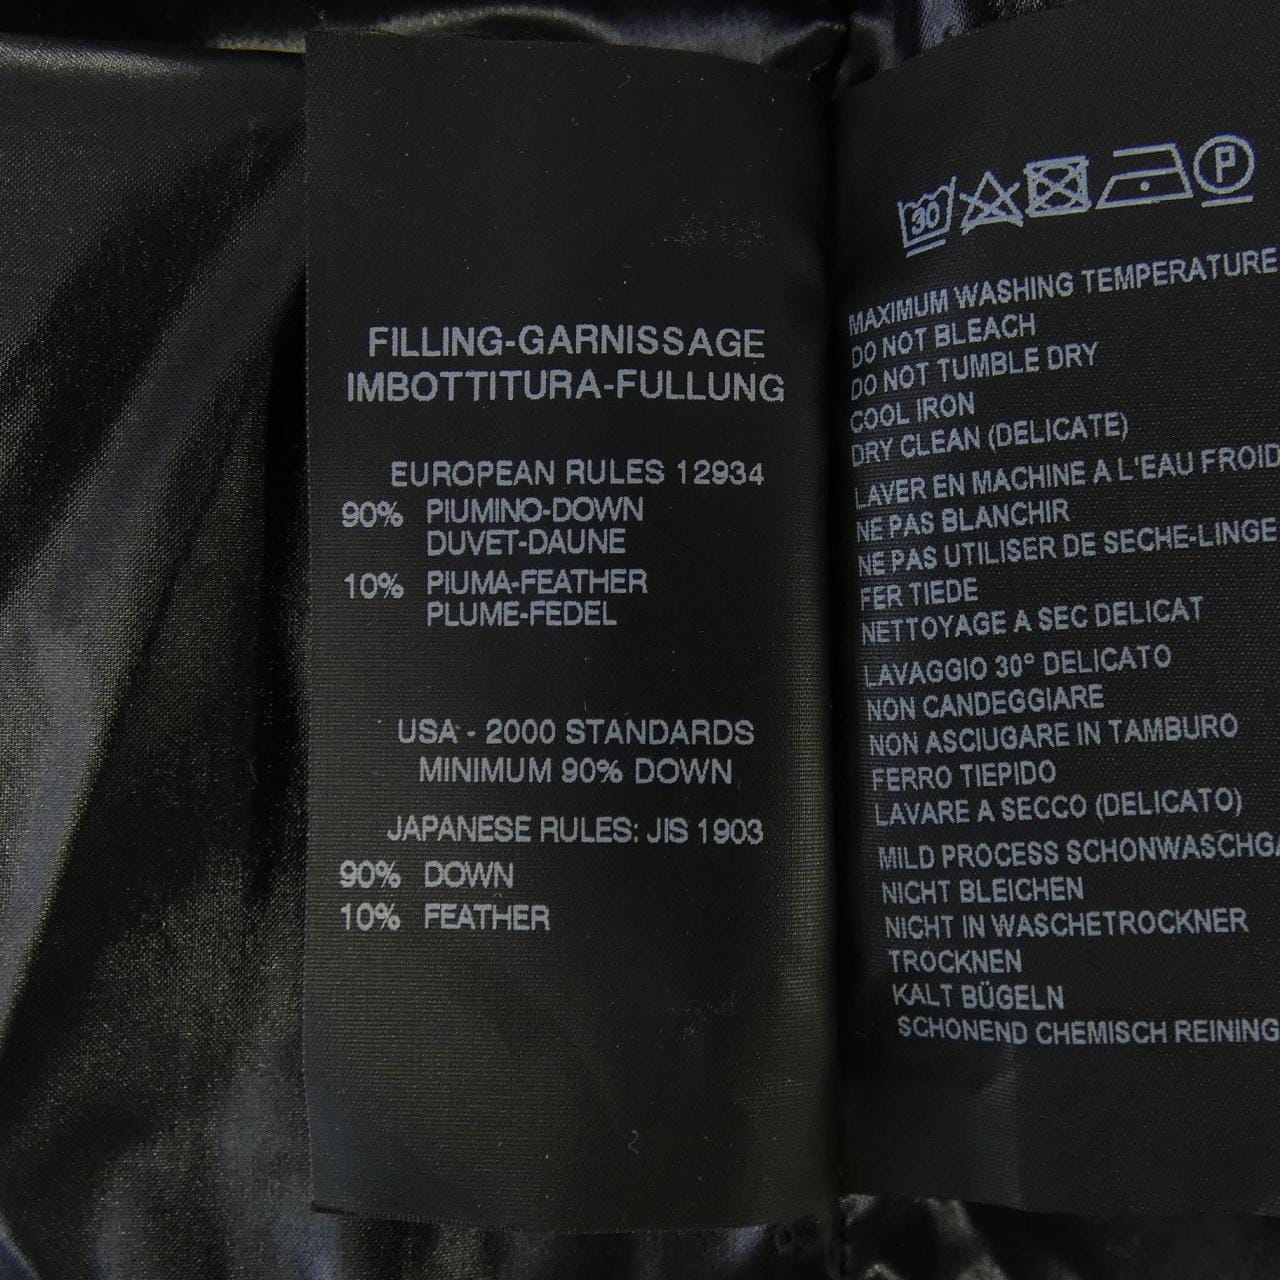 FILLING-GARNISSAGE
IMBOTTITURA-FULLUNG
EUROPEAN RULES 12934
90% PIUMINO-DOWN
DUVET-DAUNE
10% PIUMA-FEATHER
PLUME-FEDEL
USA - 2000 STANDARDS
MINIMUM 90% DOWN
JAPANESE RULES: JIS 1903
90% DOWN
10% FEATHER
30
P
MAXIMUM WASHING TEMPERATURE
DO NOT BLEACH
DO NOT TUMBLE DRY
COOL IRON
DRY CLEAN (DELICATE)
LAVER EN MACHINE A L'EAU FROID
NE PAS BLANCHIR
NE PAS UTILISER DE SECHE-LINGE
FER TIEDE
NETTOYAGE A SEC DELICAT
LAVAGGIO 30° DELICATO
NON CANDEGGIARE
NON ASCIUGARE IN TAMBURO
FERRO TIEPIDO
LAVARE A SECCO (DELICATO)
MILD PROCESS SCHONWASCHGA
NICHT BLEICHEN
NICHT IN WASCHETROCKNER
TROCKNEN
KALT BÜGELN
SCHONEND CHEMISCH REINING